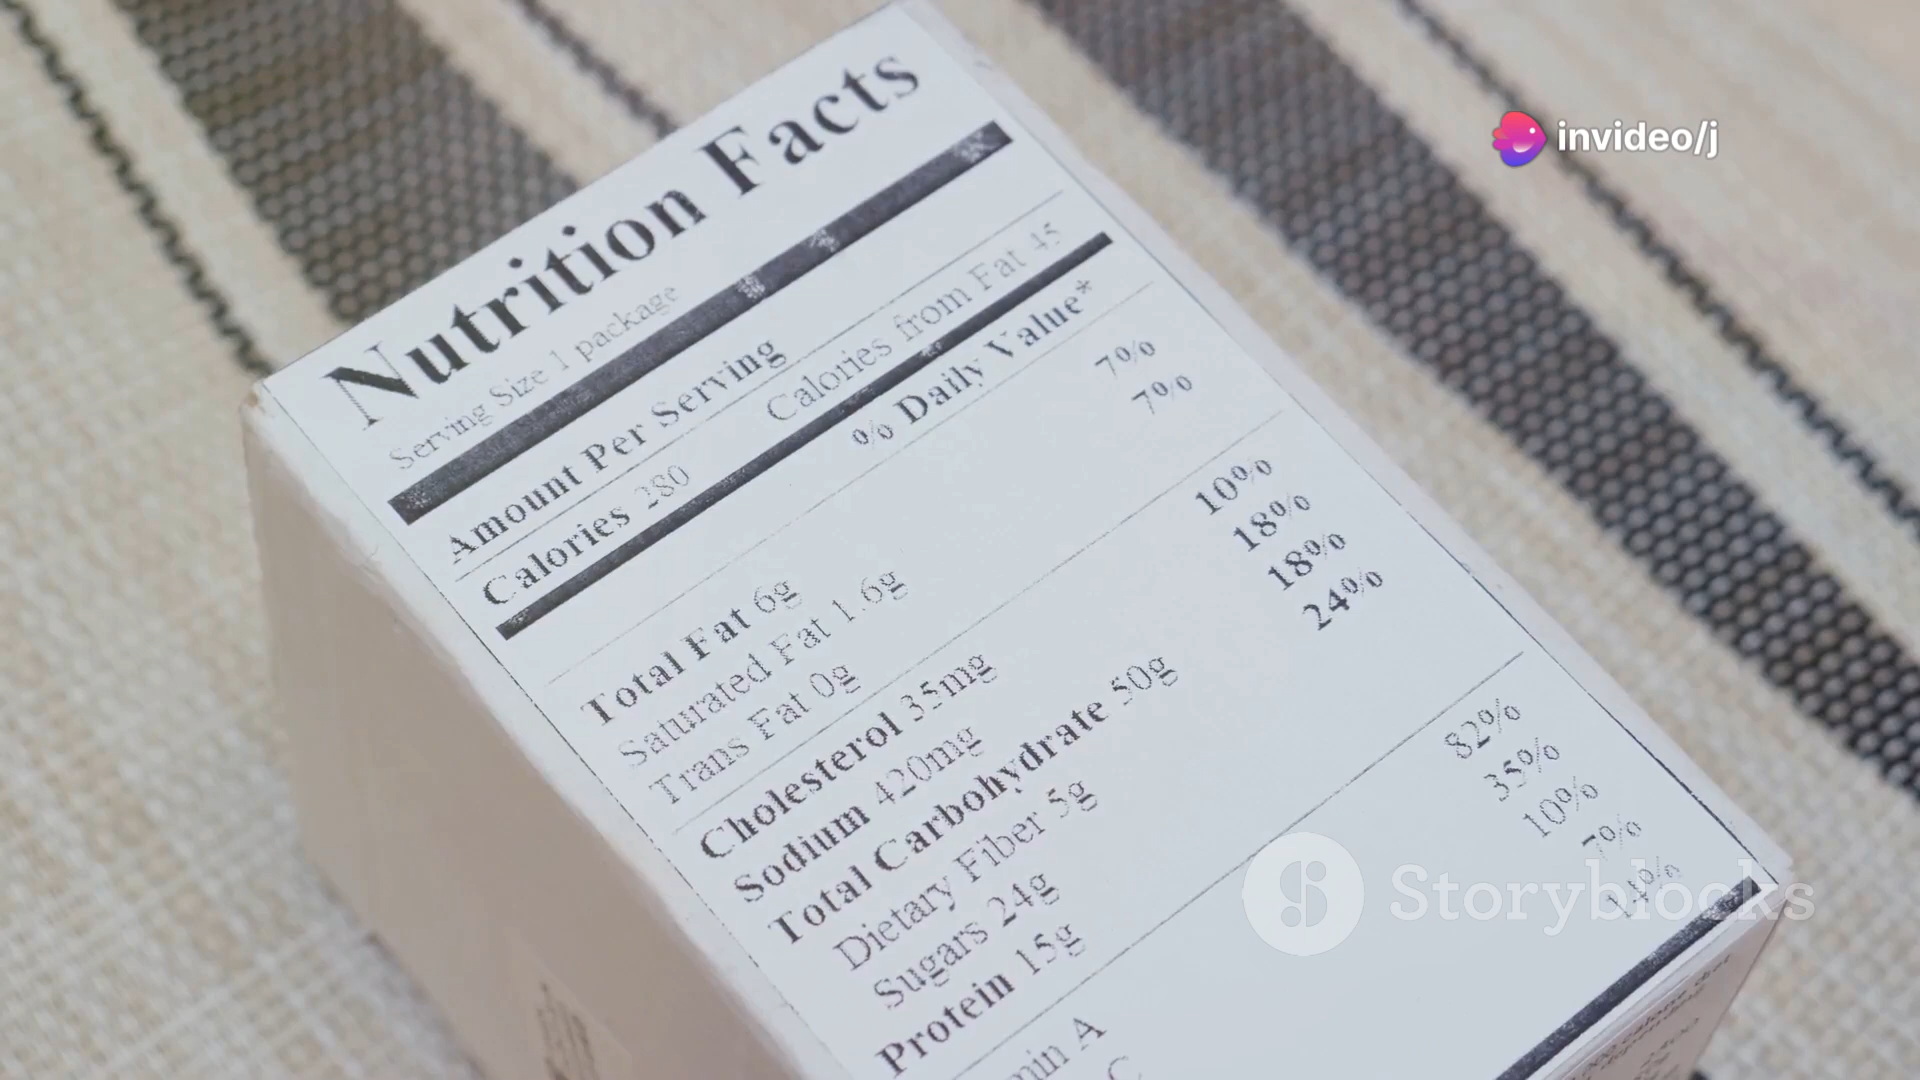 invideo/j
Nutrition Facts
Serving Size 1 package
Amount Per Serving
Calories 280 Calories from Fat 45
% Daily Value*
Total Fat 6g 7%
Saturated Fat 1.6g 7%
Trans Fat 0g
Cholesterol 35mg 10%
Sodium 420mg 18%
Total Carbohydrate 50g 18%
Dietary Fiber 5g 24%
Sugars 24g
Protein 15g
82%
35%
10%
7%
14%
min A
C
Storyblocks